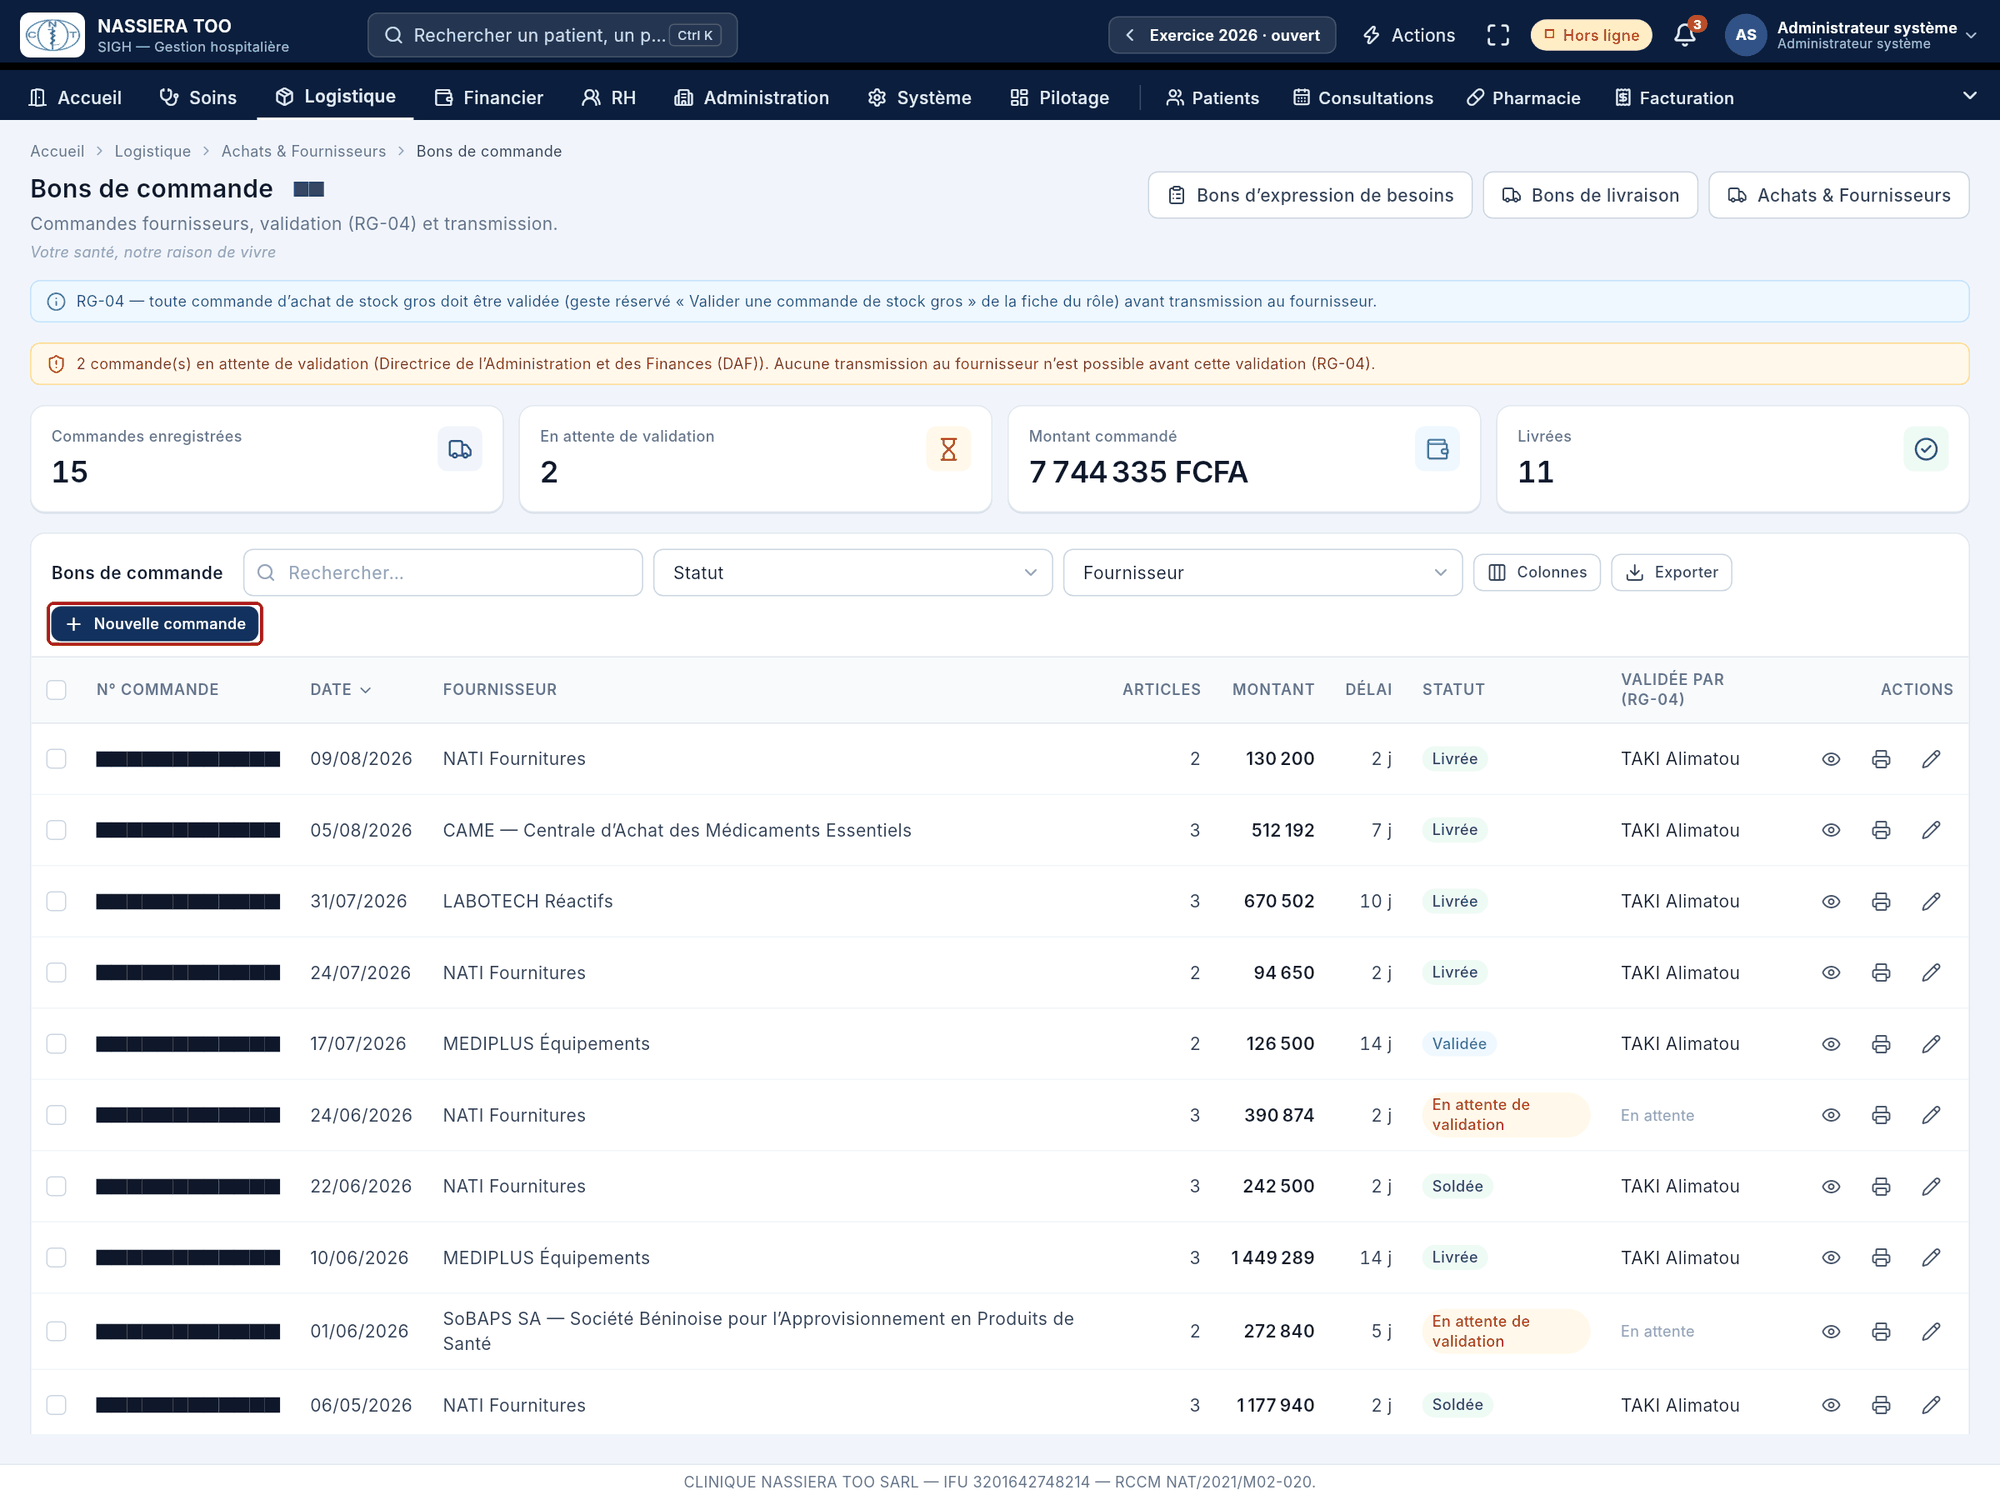 NASSIERA TOO
SIGH — Gestion hospitalière
Rechercher un patient, un p... Ctrl K
Exercice 2026 · ouvert
Actions
Hors ligne
3
AS
Administrateur système
Administrateur système
Accueil Soins Logistique Financier RH Administration Système Pilotage Patients Consultations Pharmacie Facturation
Accueil > Logistique > Achats & Fournisseurs > Bons de commande
Bons de commande
Bons d’expression de besoins Bons de livraison Achats & Fournisseurs
Commandes fournisseurs, validation (RG-04) et transmission.
Votre santé, notre raison de vivre
RG-04 — toute commande d’achat de stock gros doit être validée (geste réservé « Valider une commande de stock gros » de la fiche du rôle) avant transmission au fournisseur.
2 commande(s) en attente de validation (Directrice de l’Administration et des Finances (DAF)). Aucune transmission au fournisseur n’est possible avant cette validation (RG-04).
Commandes enregistrées
15
En attente de validation
2
Montant commandé
7 744 335 FCFA
Livrées
11
Bons de commande Rechercher... Statut Fournisseur Colonnes Exporter
+ Nouvelle commande
N° COMMANDE DATE FOURNISSEUR ARTICLES MONTANT DÉLAI STATUT VALIDÉE PAR (RG-04) ACTIONS
09/08/2026 NATI Fournitures 2 130 200 2 j Livrée TAKI Alimatou
05/08/2026 CAME — Centrale d’Achat des Médicaments Essentiels 3 512 192 7 j Livrée TAKI Alimatou
31/07/2026 LABOTECH Réactifs 3 670 502 10 j Livrée TAKI Alimatou
24/07/2026 NATI Fournitures 2 94 650 2 j Livrée TAKI Alimatou
17/07/2026 MEDIPLUS Équipements 2 126 500 14 j Validée TAKI Alimatou
24/06/2026 NATI Fournitures 3 390 874 2 j En attente de validation En attente
22/06/2026 NATI Fournitures 3 242 500 2 j Soldée TAKI Alimatou
10/06/2026 MEDIPLUS Équipements 3 1 449 289 14 j Livrée TAKI Alimatou
01/06/2026 SoBAPS SA — Société Béninoise pour l’Approvisionnement en Produits de Santé 2 272 840 5 j En attente de validation En attente
06/05/2026 NATI Fournitures 3 1 177 940 2 j Soldée TAKI Alimatou
CLINIQUE NASSIERA TOO SARL — IFU 3201642748214 — RCCM NAT/2021/M02-020.